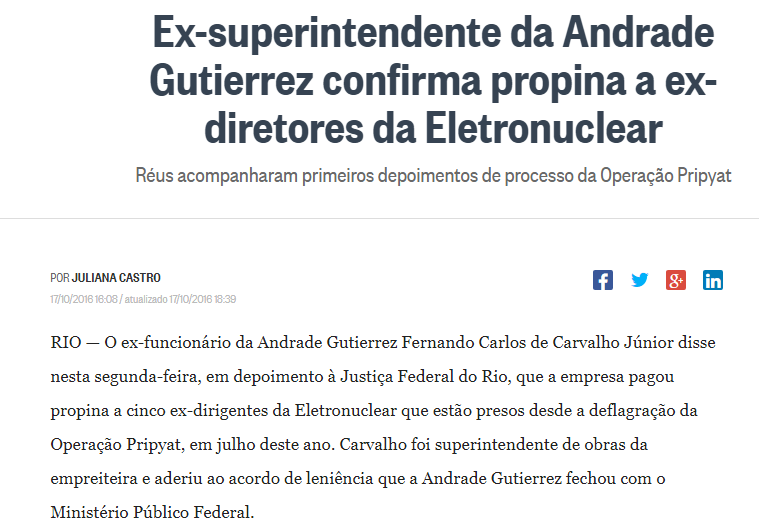 Ex-superintendente da Andrade
Gutierrez confirma propina a ex-
diretores da Eletronuclear
Réus acompanharam primeiros depoimentos de processo da Operação Pripyat
POR JULIANA CASTRO
17/10/2016 16:08 / atualizado 17/10/2016 18:39
RIO — O ex-funcionário da Andrade Gutierrez Fernando Carlos de Carvalho Júnior disse
nesta segunda-feira, em depoimento à Justiça Federal do Rio, que a empresa pagou
propina a cinco ex-dirigentes da Eletronuclear que estão presos desde a deflagração da
Operação Pripyat, em julho deste ano. Carvalho foi superintendente de obras da
empreiteira e aderiu ao acordo de leniência que a Andrade Gutierrez fechou com o
Ministério Público Federal.